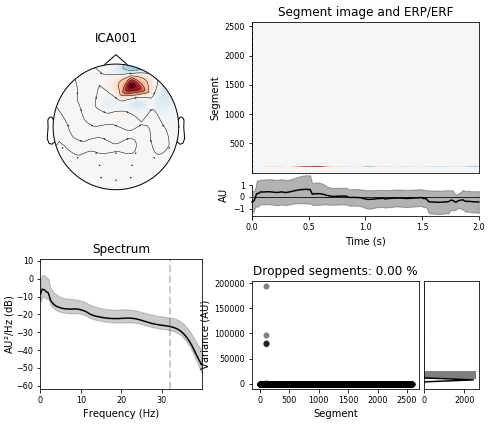 ICA001
Segment image and ERP/ERF
Segment
2500
2000
1500
1000
500
AU
1
0
−1
0.0 0.5 1.0 1.5 2.0
Time (s)
Spectrum
AU²/Hz (dB)
10
0
−10
−20
−30
−40
−50
−60
0 10 20 30
Frequency (Hz)
Dropped segments: 0.00 %
Variance (AU)
200000
150000
100000
50000
0
0 500 1000 1500 2000 2500
Segment
0 2000